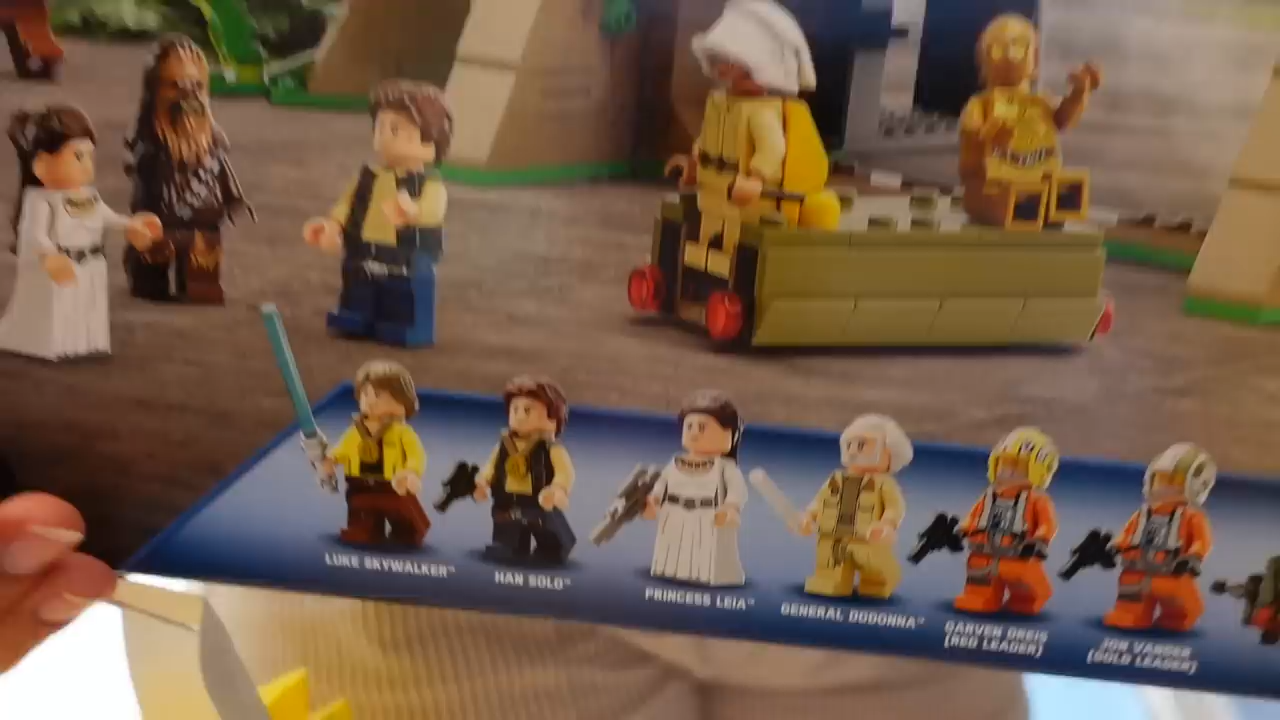 LUKE SKYWALKER™
HAN SOLO™
PRINCESS LEIA™
GENERAL DODONNA™
GARVEN DREIS
(RED LEADER)
JON VANDER
(GOLD LEADER)